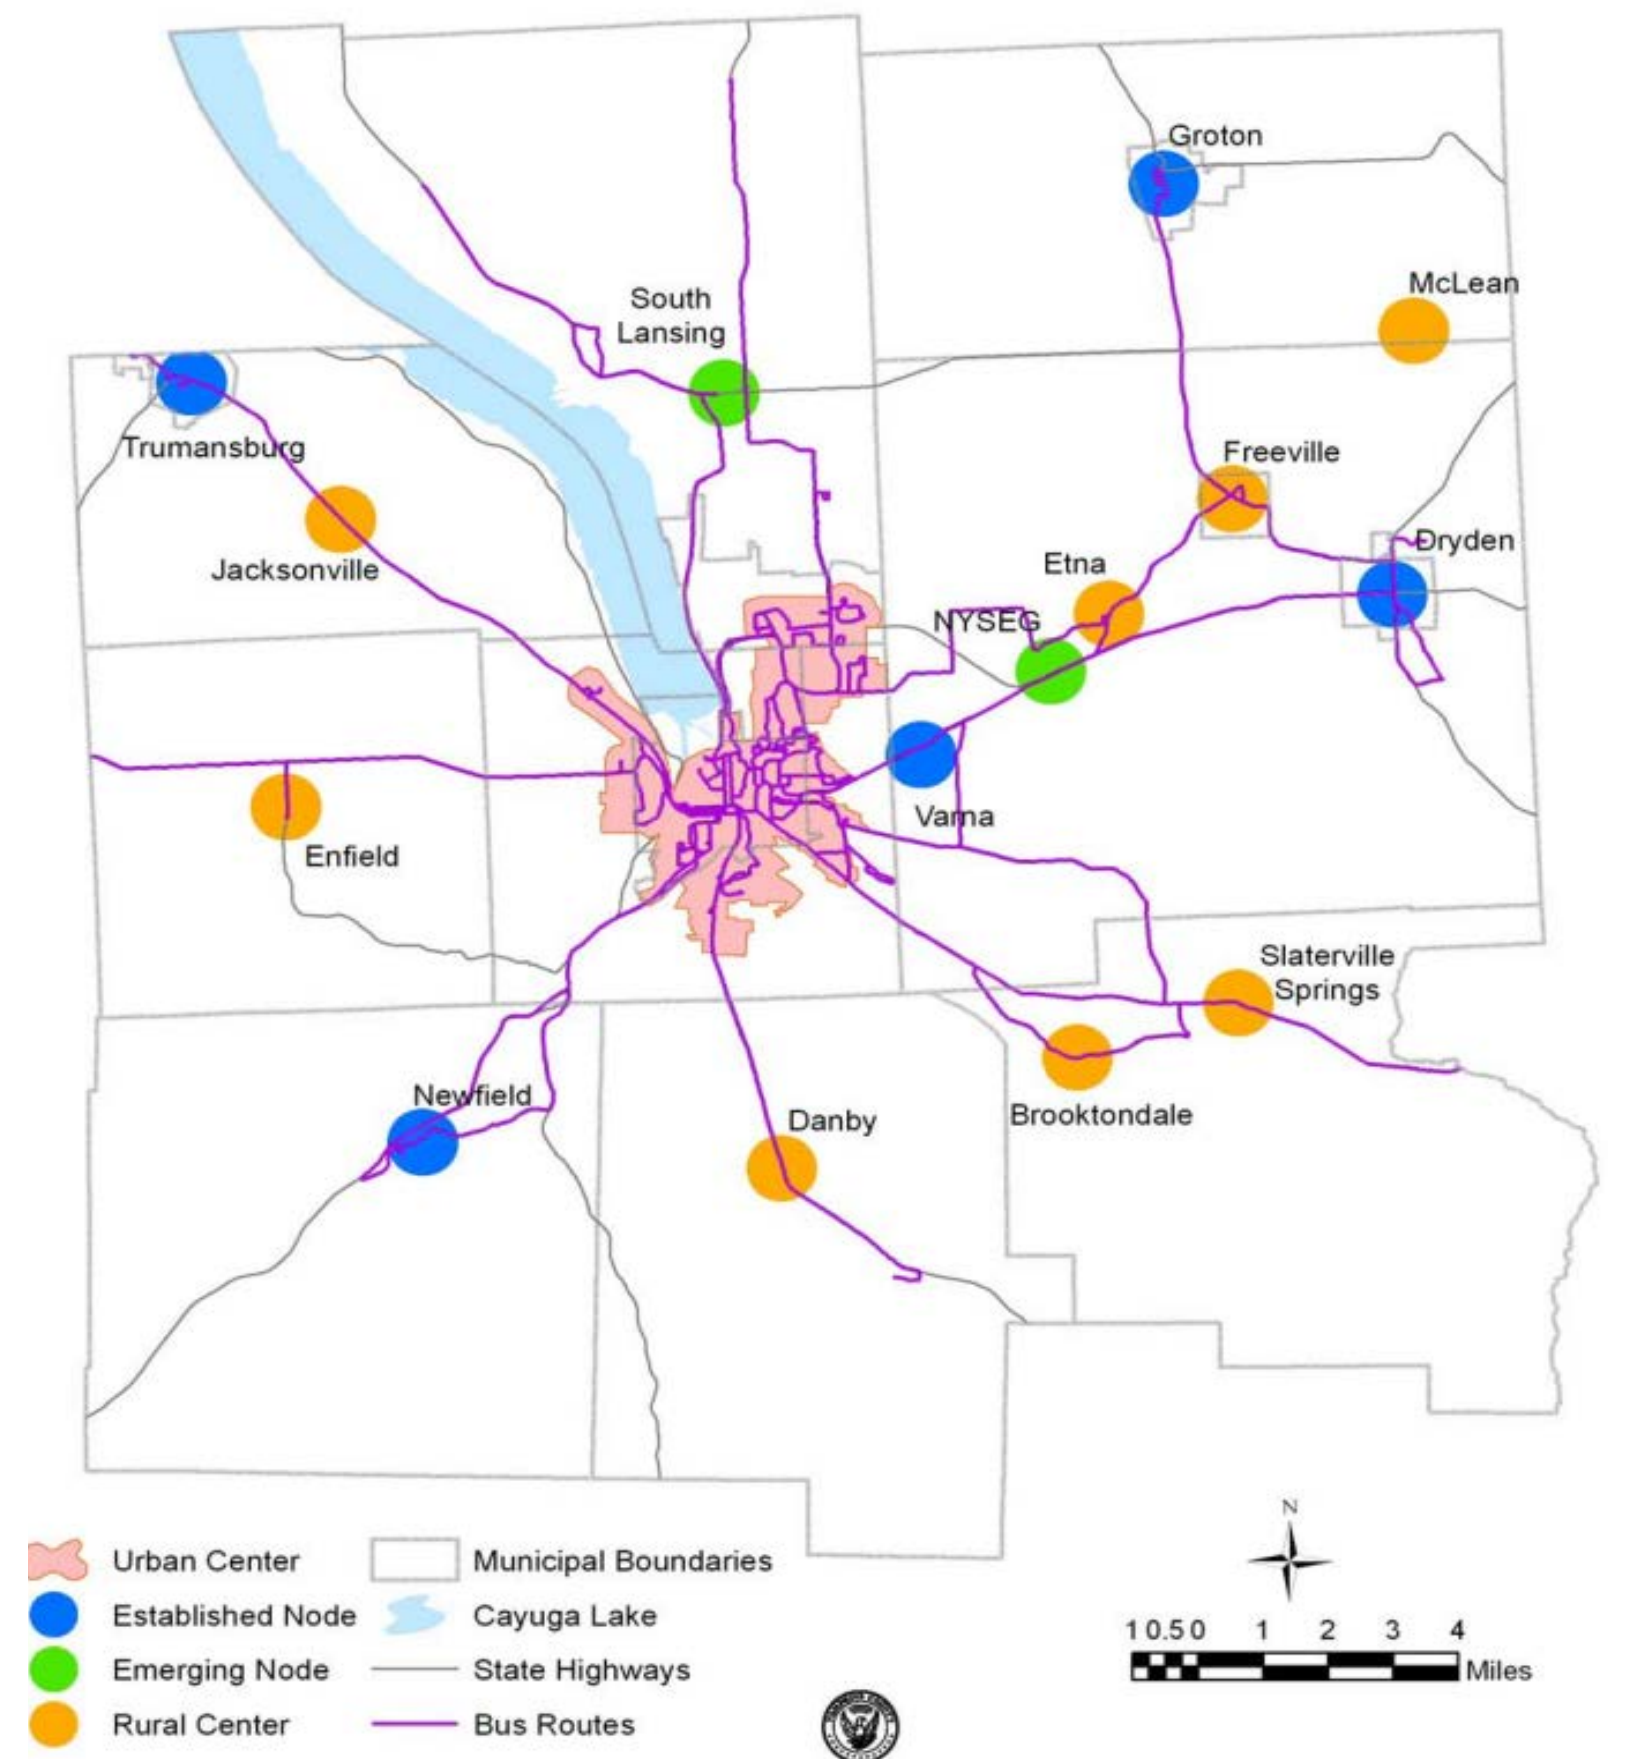 Groton
McLean
South
Lansing
Trumansburg
Freeville
Dryden
Etna
Jacksonville
NYSEG
Varna
Enfield
Slaterville
Springs
Newfield
Danby
Brooktondale
N
Urban Center
Municipal Boundaries
Established Node
Cayuga Lake
Emerging Node
State Highways
Rural Center
Bus Routes
1 0.5 0 1 2 3 4
Miles